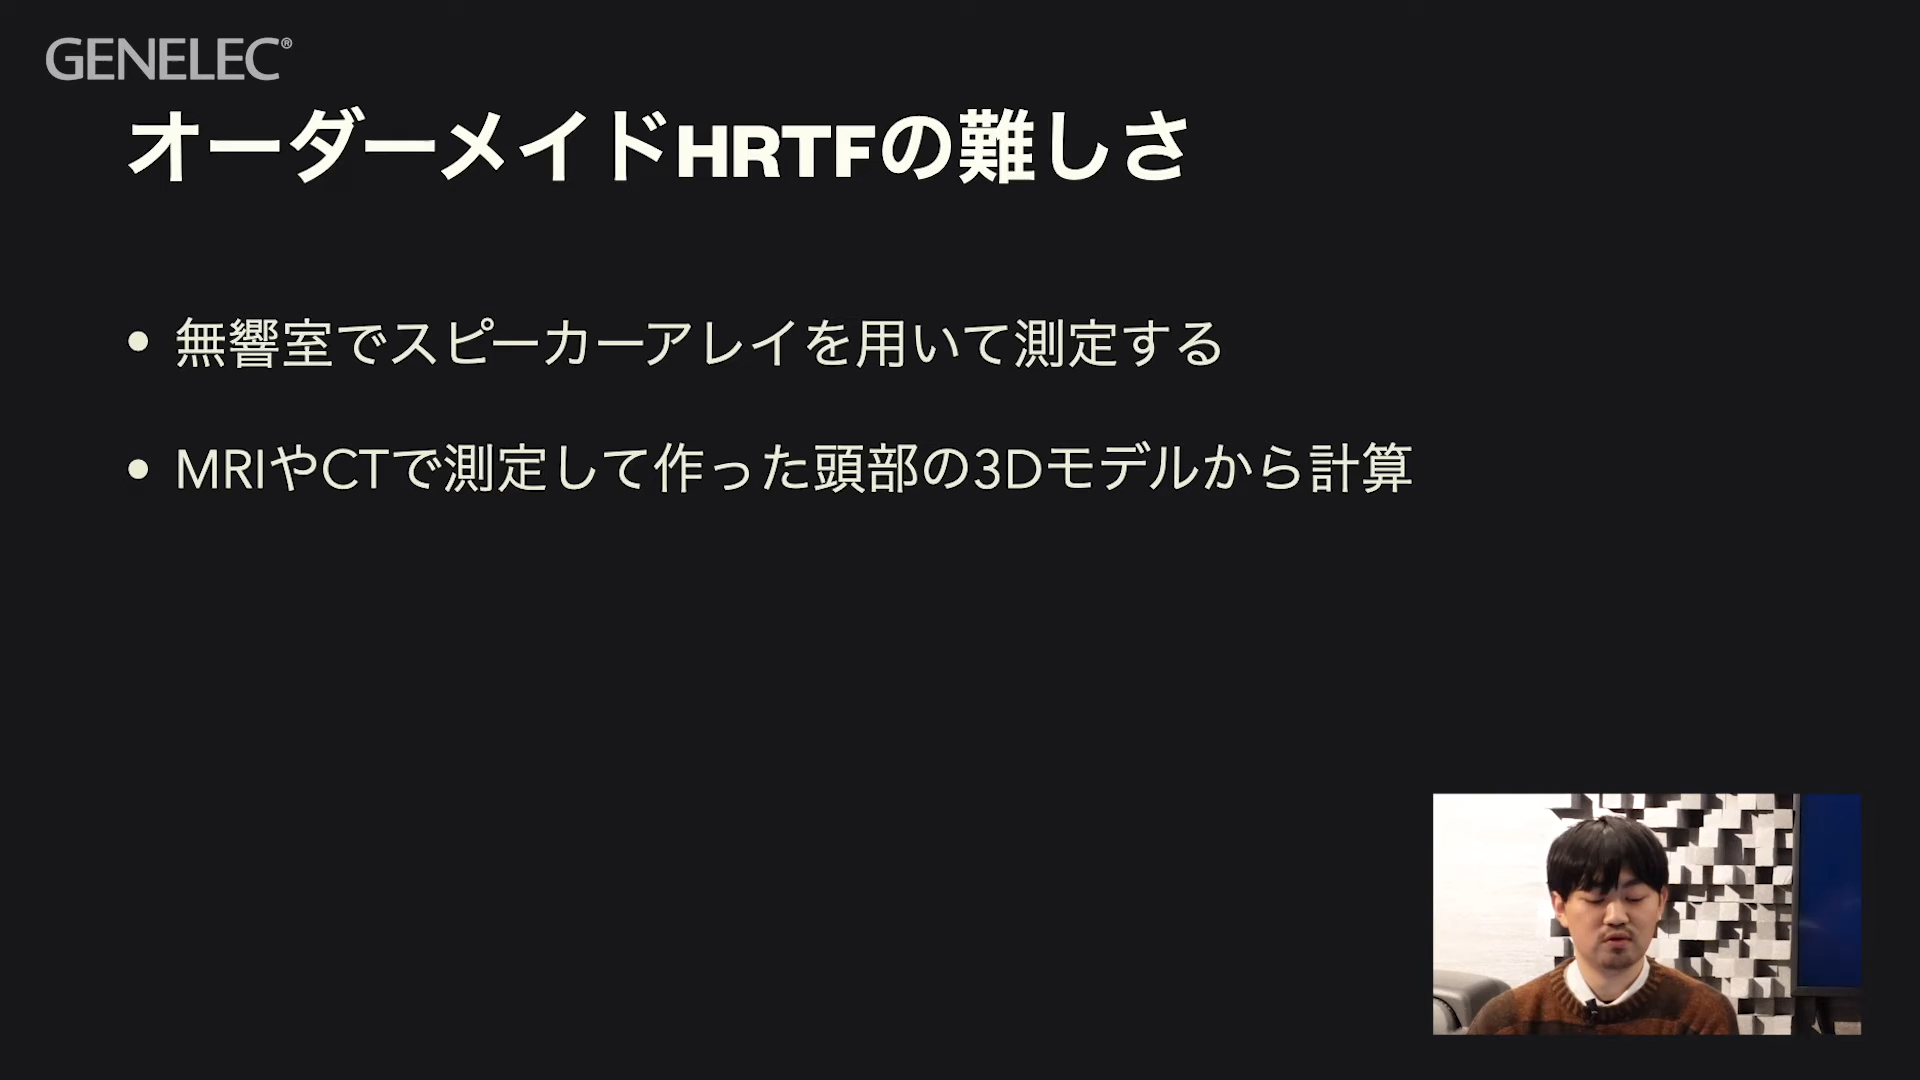 GENELEC®
オーダーメイドHRTFの難しさ
• 無響室でスピーカーアレイを用いて測定する
• MRIやCTで測定して作った頭部の3Dモデルから計算